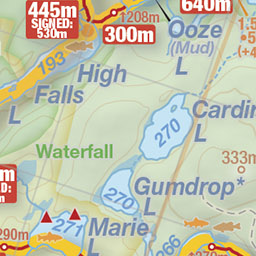 445m
SIGNED:
530m
1208m
300m
640m
Ooze
(Mud)
L
193
High
Falls
L
L
Cardin
L
270
Waterfall
333m
270
Gumdrop*
L
271
Marie
L
290m
266